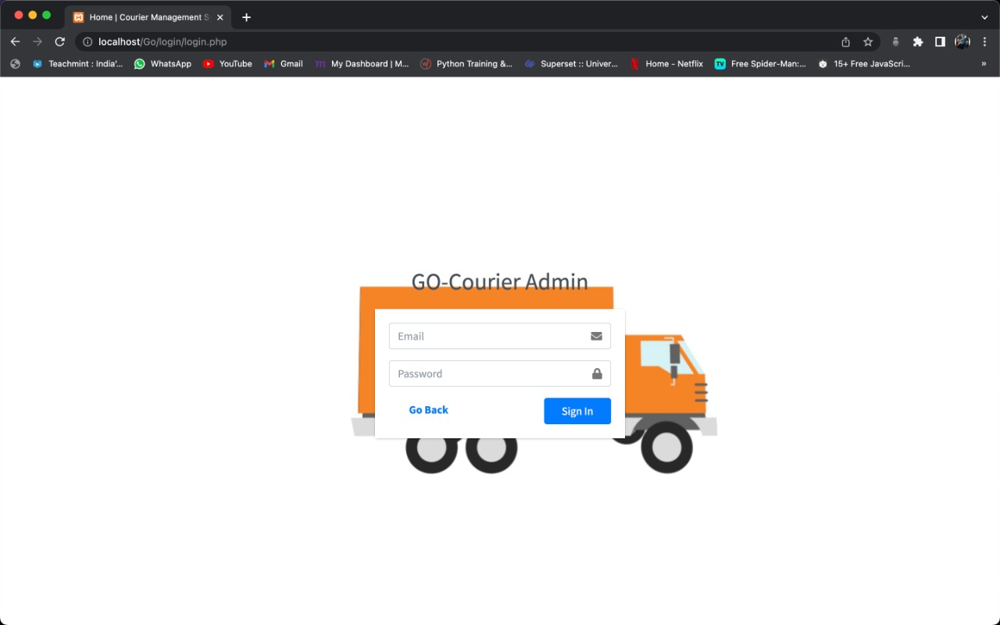 Home | Courier Management S
localhost/Go/login/login.php
Teachmint : India'... WhatsApp YouTube Gmail My Dashboard | M... Python Training &... Superset :: Univer... Home - Netflix TV Free Spider-Man:... 15+ Free JavaScri... »
GO-Courier Admin
Email
Password
Go Back Sign In